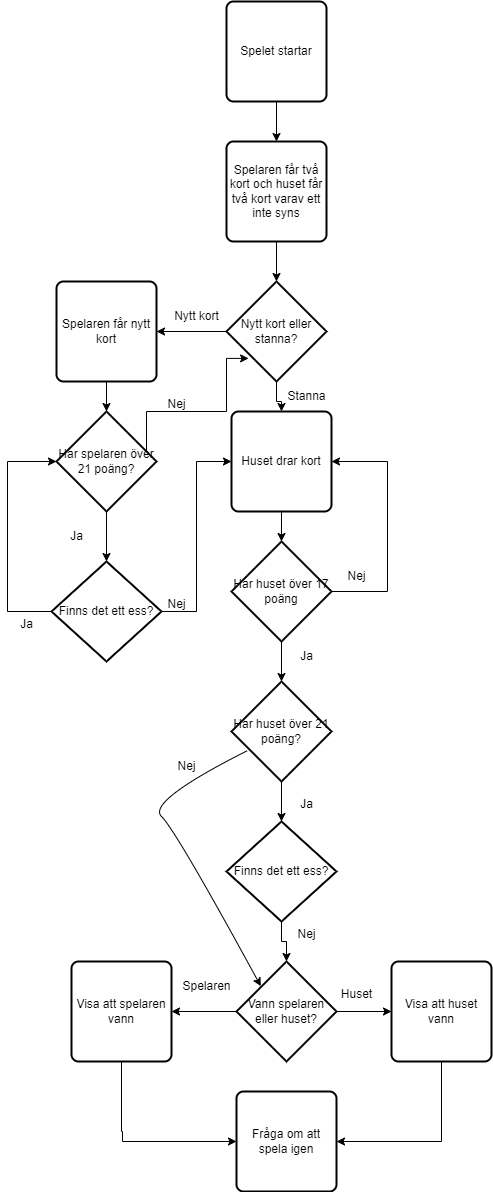 Spelet startar
Spelaren får två
kort och huset får
två kort varav ett
inte syns
Nytt kort eller
stanna?
Nytt kort
Spelaren får nytt
kort
Stanna
Nej
Har spelaren över
21 poäng?
Huset drar kort
Ja
Har huset över 17
poäng
Nej
Finns det ett ess?
Nej
Ja
Ja
Har huset över 21
poäng?
Nej
Ja
Finns det ett ess?
Nej
Spelaren
Huset
Visa att spelaren
vann
Vann spelaren
eller huset?
Visa att huset
vann
Fråga om att
spela igen